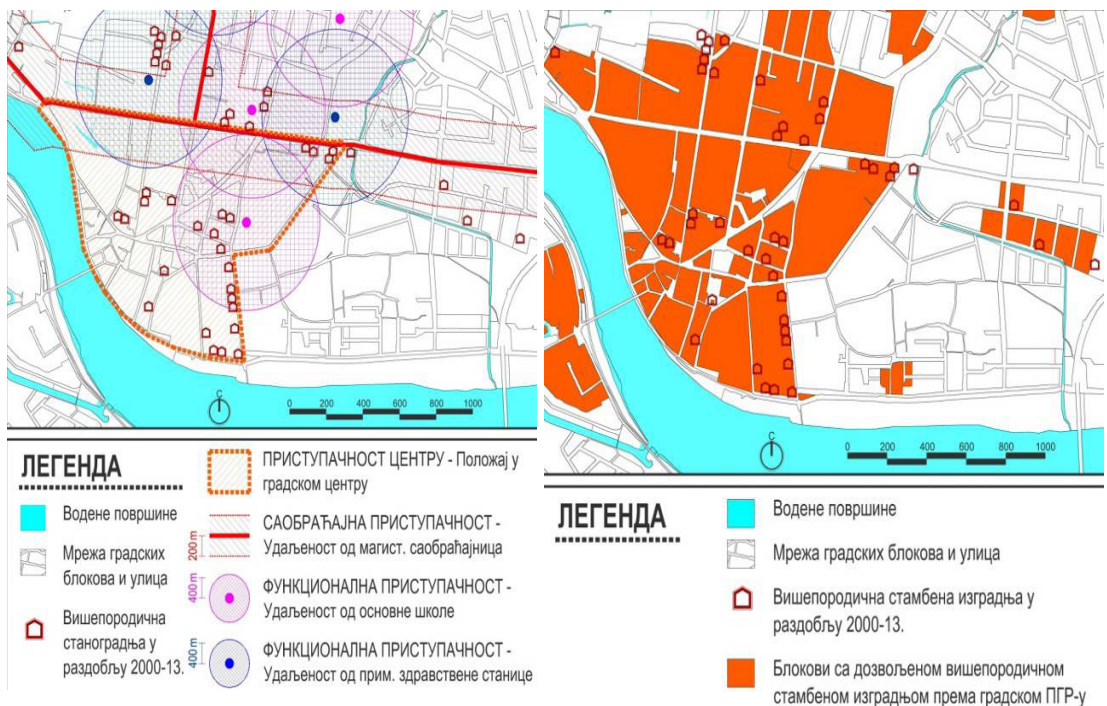 С
0 200 400 600 800 1000
ЛЕГЕНДА
Водене површине
Мрежа градских
блокова и улица
Вишепородична
станоградња у
раздобљу 2000-13.
ПРИСТУПАЧНОСТ ЦЕНТРУ - Положај у
градском центру
200 m
САОБРАЋАЈНА ПРИСТУПАЧНОСТ -
Удаљеност од магист. саобраћајница
400 m
ФУНКЦИОНАЛНА ПРИСТУПАЧНОСТ -
Удаљеност од основне школе
400 m
ФУНКЦИОНАЛНА ПРИСТУПАЧНОСТ -
Удаљеност од прим. здравствене станице
С
0 200 400 600 800 1000
ЛЕГЕНДА
Водене површине
Мрежа градских блокова и улица
Вишепородична стамбена изградња у
раздобљу 2000-13.
Блокови са дозвољеном вишепородичном
стамбеном изградњом према градском ПГР-у